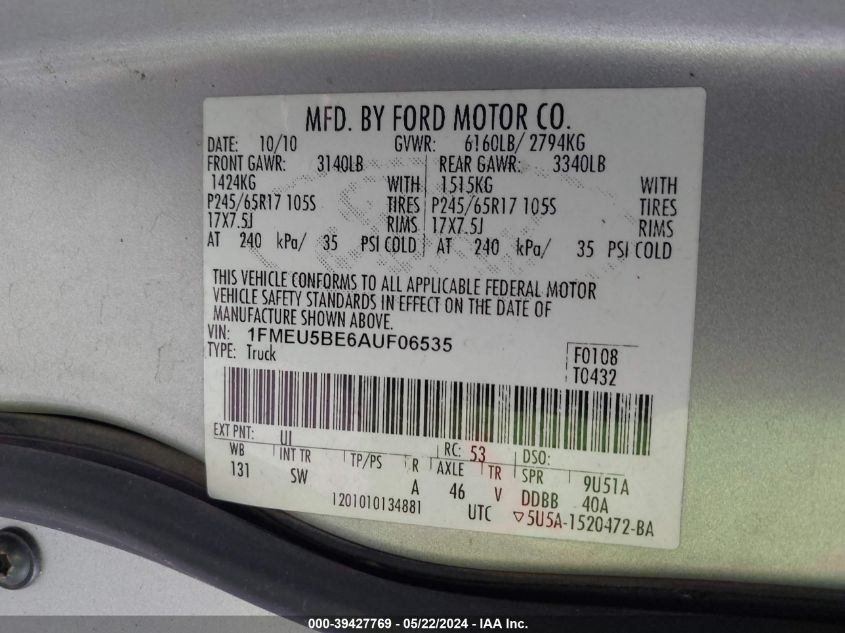 MFD. BY FORD MOTOR CO.
DATE: 10/10 GVWR: 6160LB/ 2794KG
FRONT GAWR: 3140LB REAR GAWR: 3340LB
1424KG WITH 1515KG WITH
P245/65R17 105S TIRES P245/65R17 105S TIRES
17X7.5J RIMS 17X7.5J RIMS
AT 240 kPa/ 35 PSI COLD AT 240 kPa/ 35 PSI COLD
THIS VEHICLE CONFORMS TO ALL APPLICABLE FEDERAL MOTOR
VEHICLE SAFETY STANDARDS IN EFFECT ON THE DATE OF
MANUFACTURE SHOWN ABOVE.
VIN: 1FMEU5BE6AUF06535
TYPE: Truck
F0108
T0432
EXT PNT: UI RC: 53 DSO:
WB INT TR TP/PS R AXLE TR SPR 9U51A
131 SW A 46 V DDBB 40A
1201010134881 UTC ▽5U5A-1520472-BA
000-39427769 - 05/22/2024 - IAA Inc.